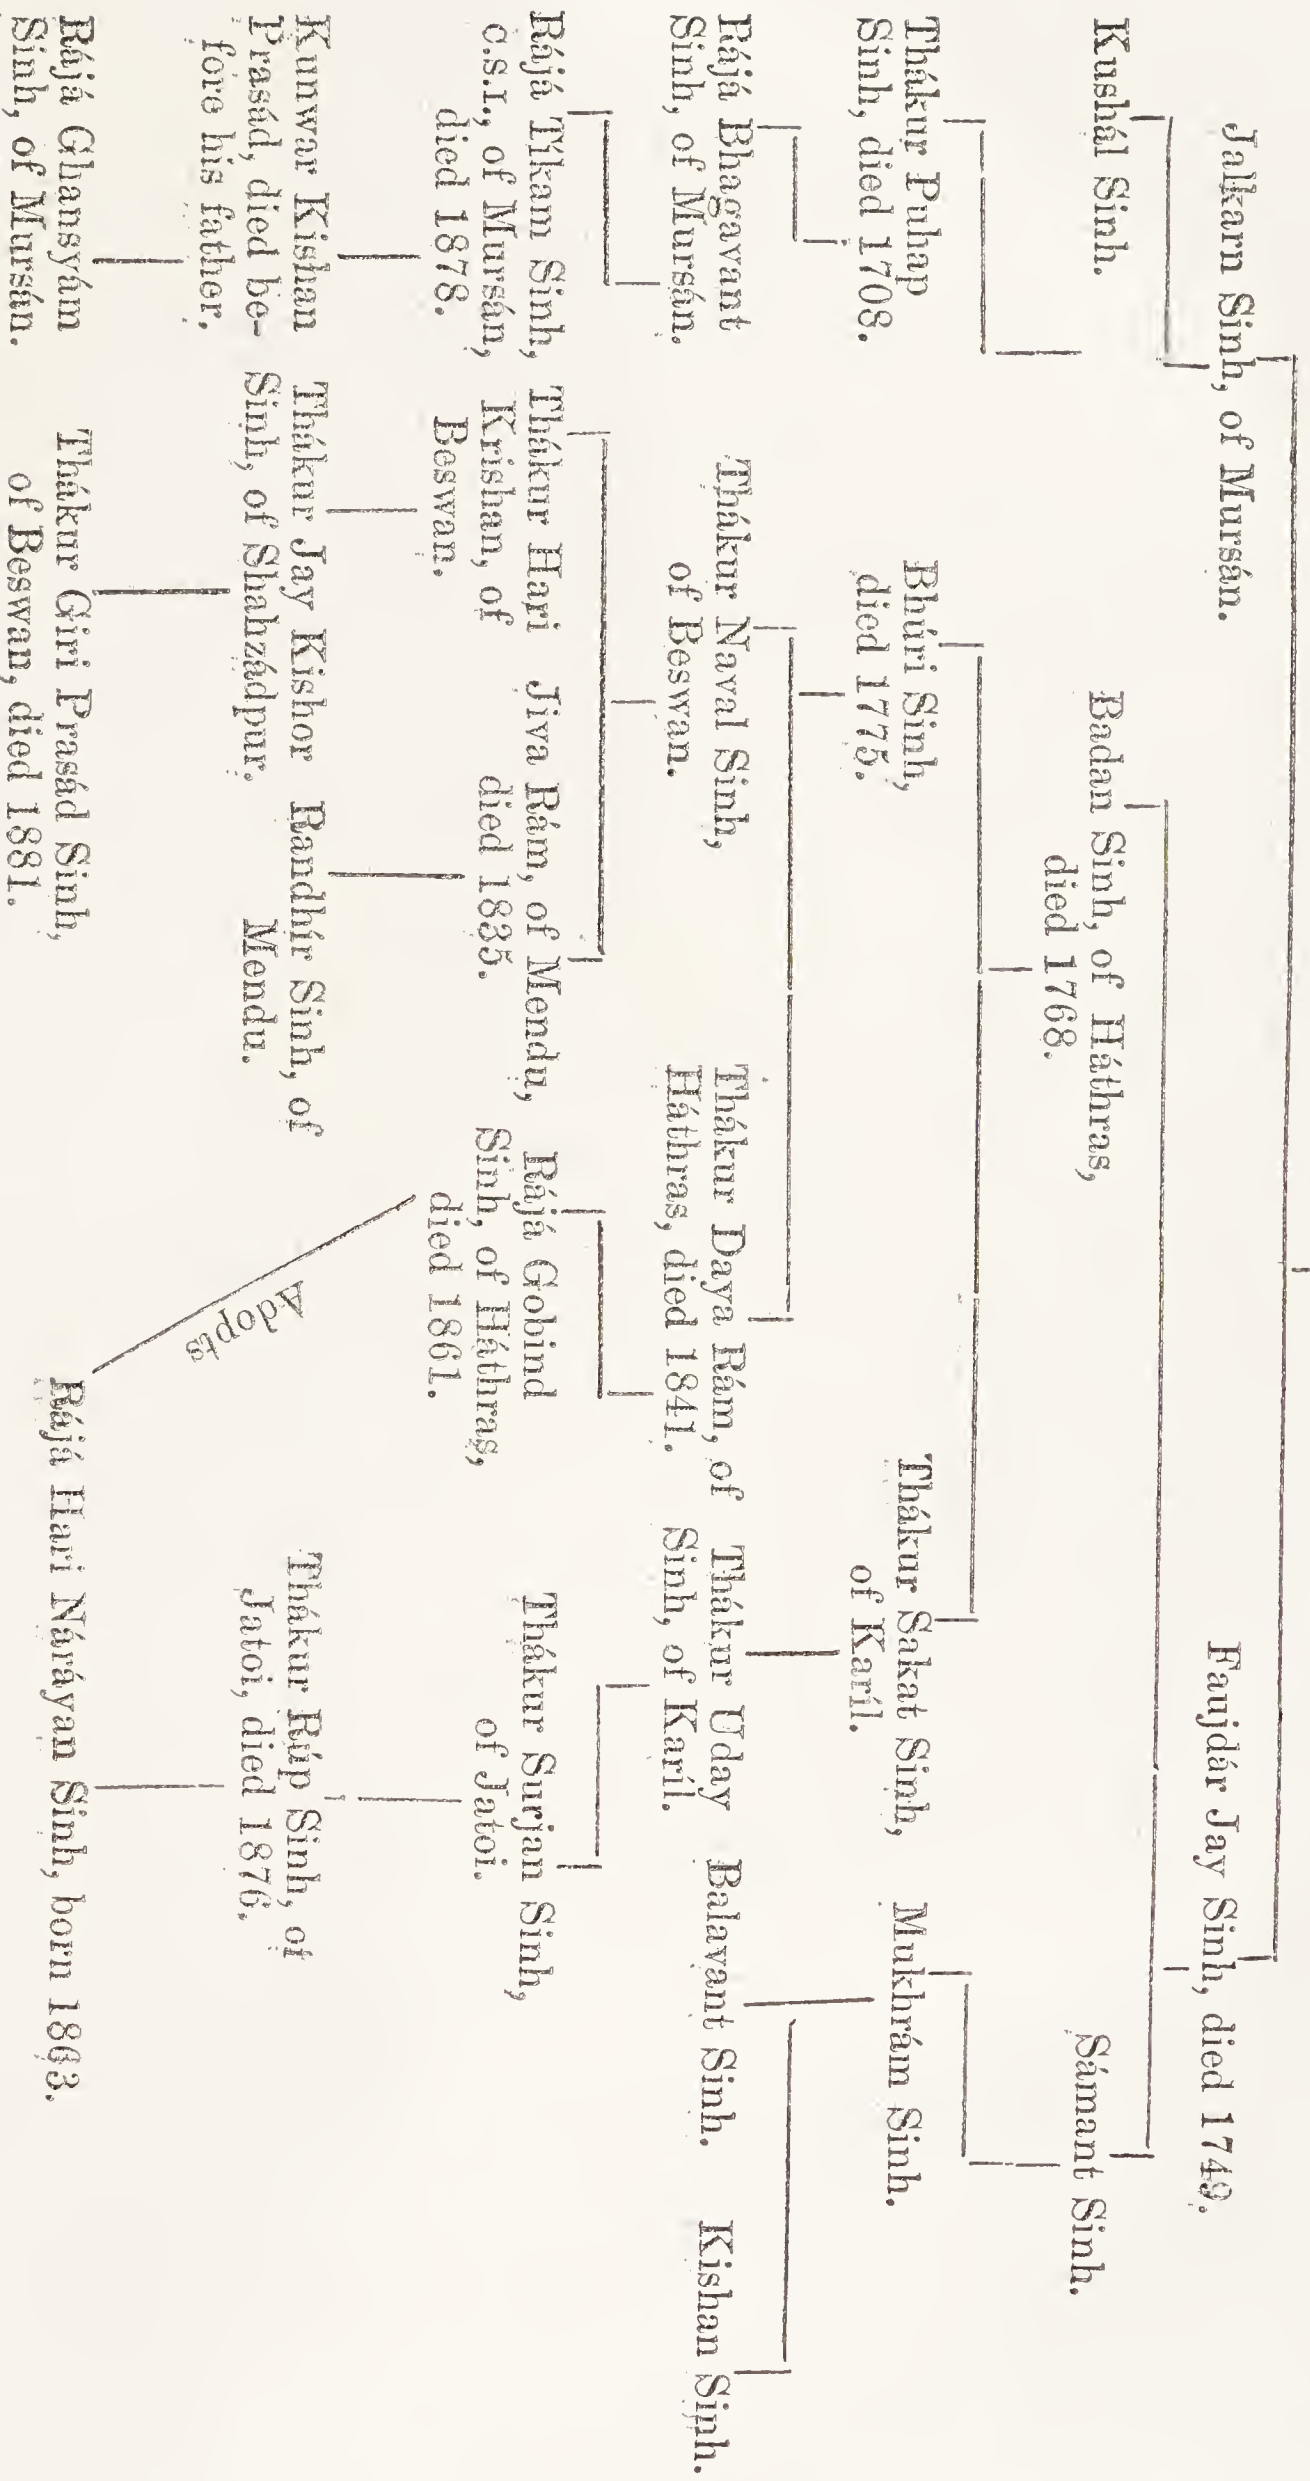 Jalkarn Sinh, of Mursán.
Faujdár Jay Sinh, died 1749.
Kushál Sinh.
Badan Sinh, of Háthras,
died 1768.
Sámant Sinh.
Thákur Puhap
Sinh, died 1708.
Bhúri Sinh,
died 1775.
Thákur Sakat Sinh,
of Karíl.
Mukhrám Sinh.
Rájá Bhagavant
Sinh, of Mursán.
Thákur Naval Sinh,
of Beswan.
Thákur Daya Rám, of
Háthras, died 1841.
Thákur Uday
Sinh, of Karíl.
Balavant Sinh.
Kishan Sinh.
Rájá Tíkam Sinh,
C.S.I., of Mursán,
died 1878.
Thákur Hari
Krishan, of
Beswan.
Jiva Rám, of Mendu,
died 1835.
Rájá Gobind
Sinh, of Háthras,
died 1861.
Thákur Surjan Sinh,
of Jatoi.
Kunwar Kishan
Prasád, died be-
fore his father.
Thákur Jay Kishor
Sinh, of Shahzádpur.
Randhír Sinh, of
Mendu.
Adopts
Thákur Rúp Sinh, of
Jatoi, died 1876.
Rájá Ghansyám
Sinh, of Mursán.
Thákur Giri Prasád Sinh,
of Beswan, died 1881.
Rájá Hari Náráyan Sinh, born 1863.